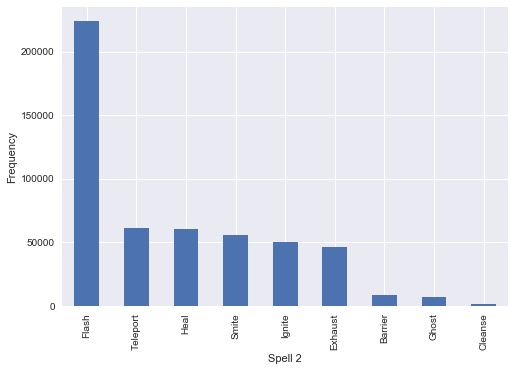 200000
150000
100000
50000
0
Frequency
Flash
Teleport
Heal
Smite
Ignite
Exhaust
Barrier
Ghost
Cleanse
Spell 2